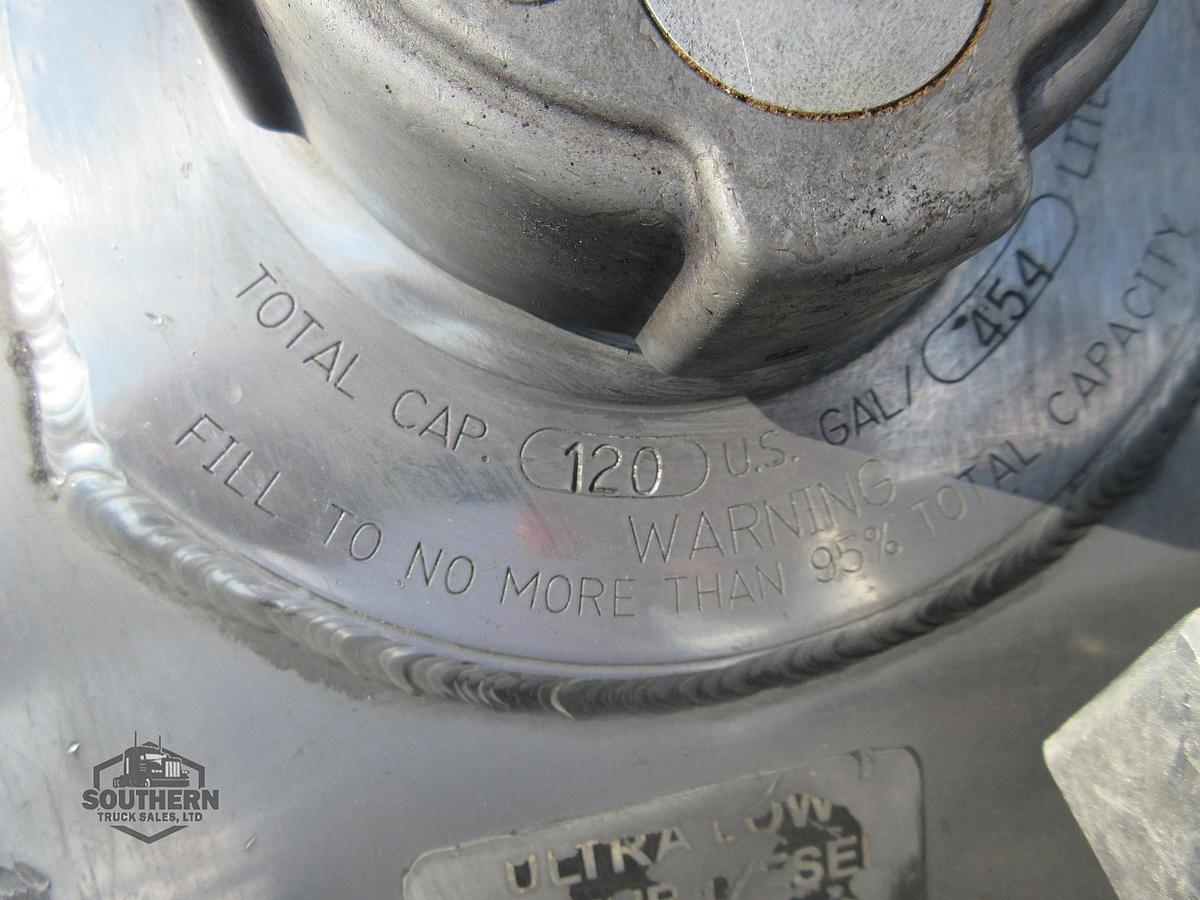 TOTAL CAP. 120 U.S. GAL/ 454
WARNING
FILL TO NO MORE THAN 95% TOTAL CAPACITY
ULTRA LOW
SOUTHERN
TRUCK SALES, LTD